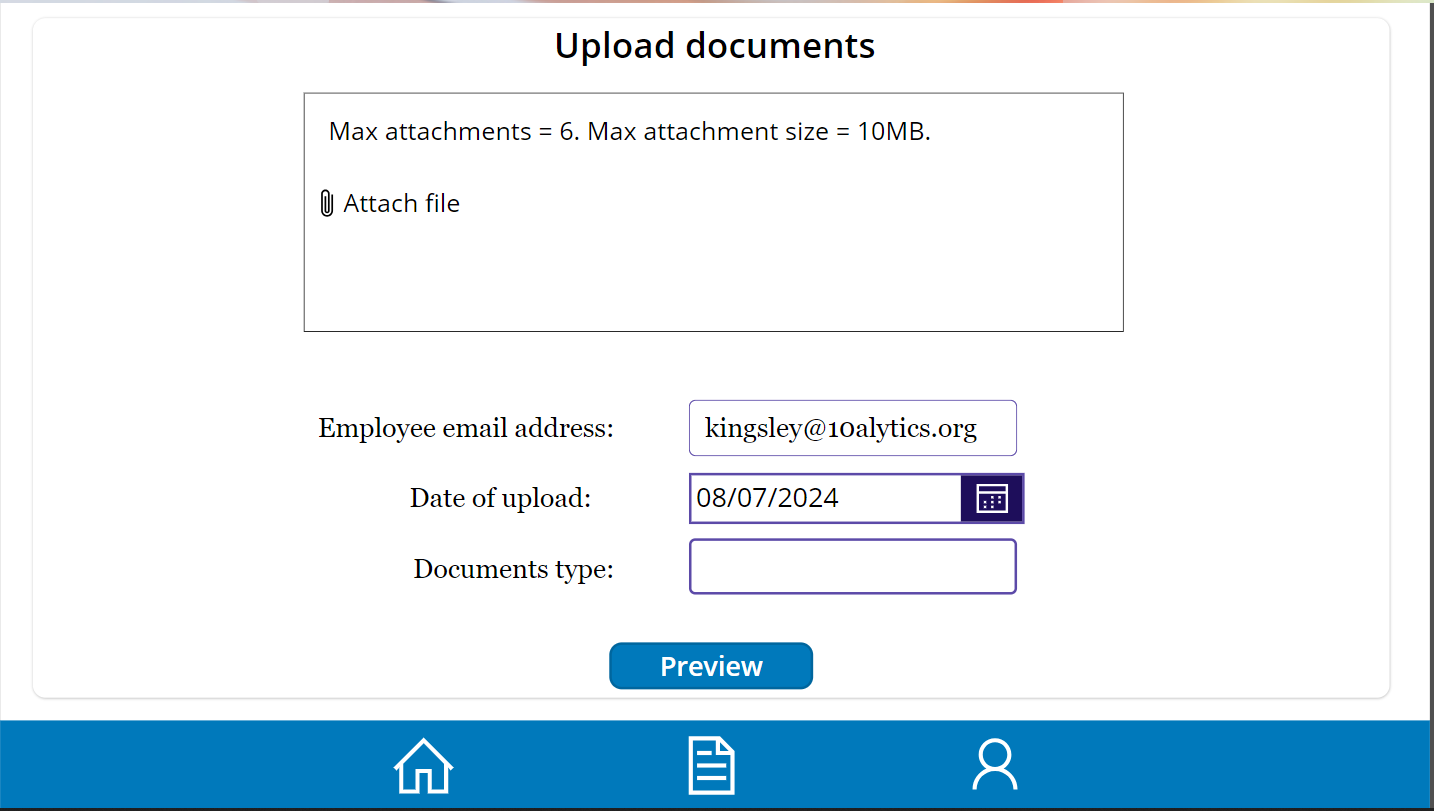 Upload documents
Max attachments = 6. Max attachment size = 10MB.
Attach file
Employee email address: kingsley@10alytics.org
Date of upload: 08/07/2024
Documents type:
Preview